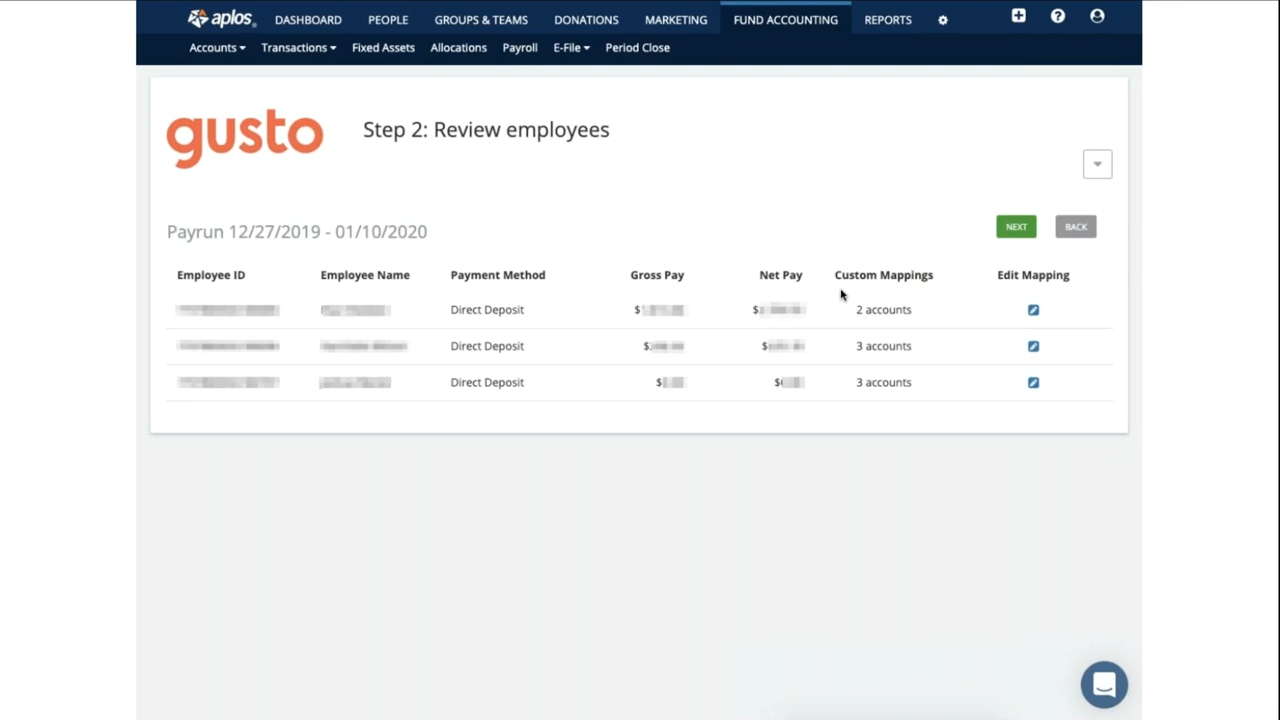 aplos
DASHBOARD PEOPLE GROUPS & TEAMS DONATIONS MARKETING FUND ACCOUNTING REPORTS
Accounts Transactions Fixed Assets Allocations Payroll E-File Period Close
gusto
Step 2: Review employees
Payrun 12/27/2019 - 01/10/2020
NEXT BACK
Employee ID Employee Name Payment Method Gross Pay Net Pay Custom Mappings Edit Mapping
Direct Deposit $ $ 2 accounts
Direct Deposit $ $ 3 accounts
Direct Deposit $ $ 3 accounts